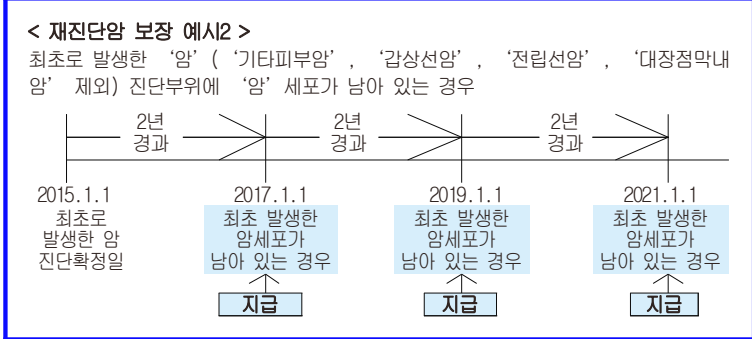 < 재진단암 보장 예시2 >
최초로 발생한 ‘암’(‘기타피부암’, ‘갑상선암’, ‘전립선암’, ‘대장점막내
암’ 제외) 진단부위에 ‘암’세포가 남아 있는 경우
2년 2년 2년
경과 경과 경과
2015.1.1 2017.1.1 2019.1.1 2021.1.1
최초로 최초 발생한 최초 발생한 최초 발생한
발생한 암 암세포가 암세포가 암세포가
진단확정일 남아 있는 경우 남아 있는 경우 남아 있는 경우
지급 지급 지급